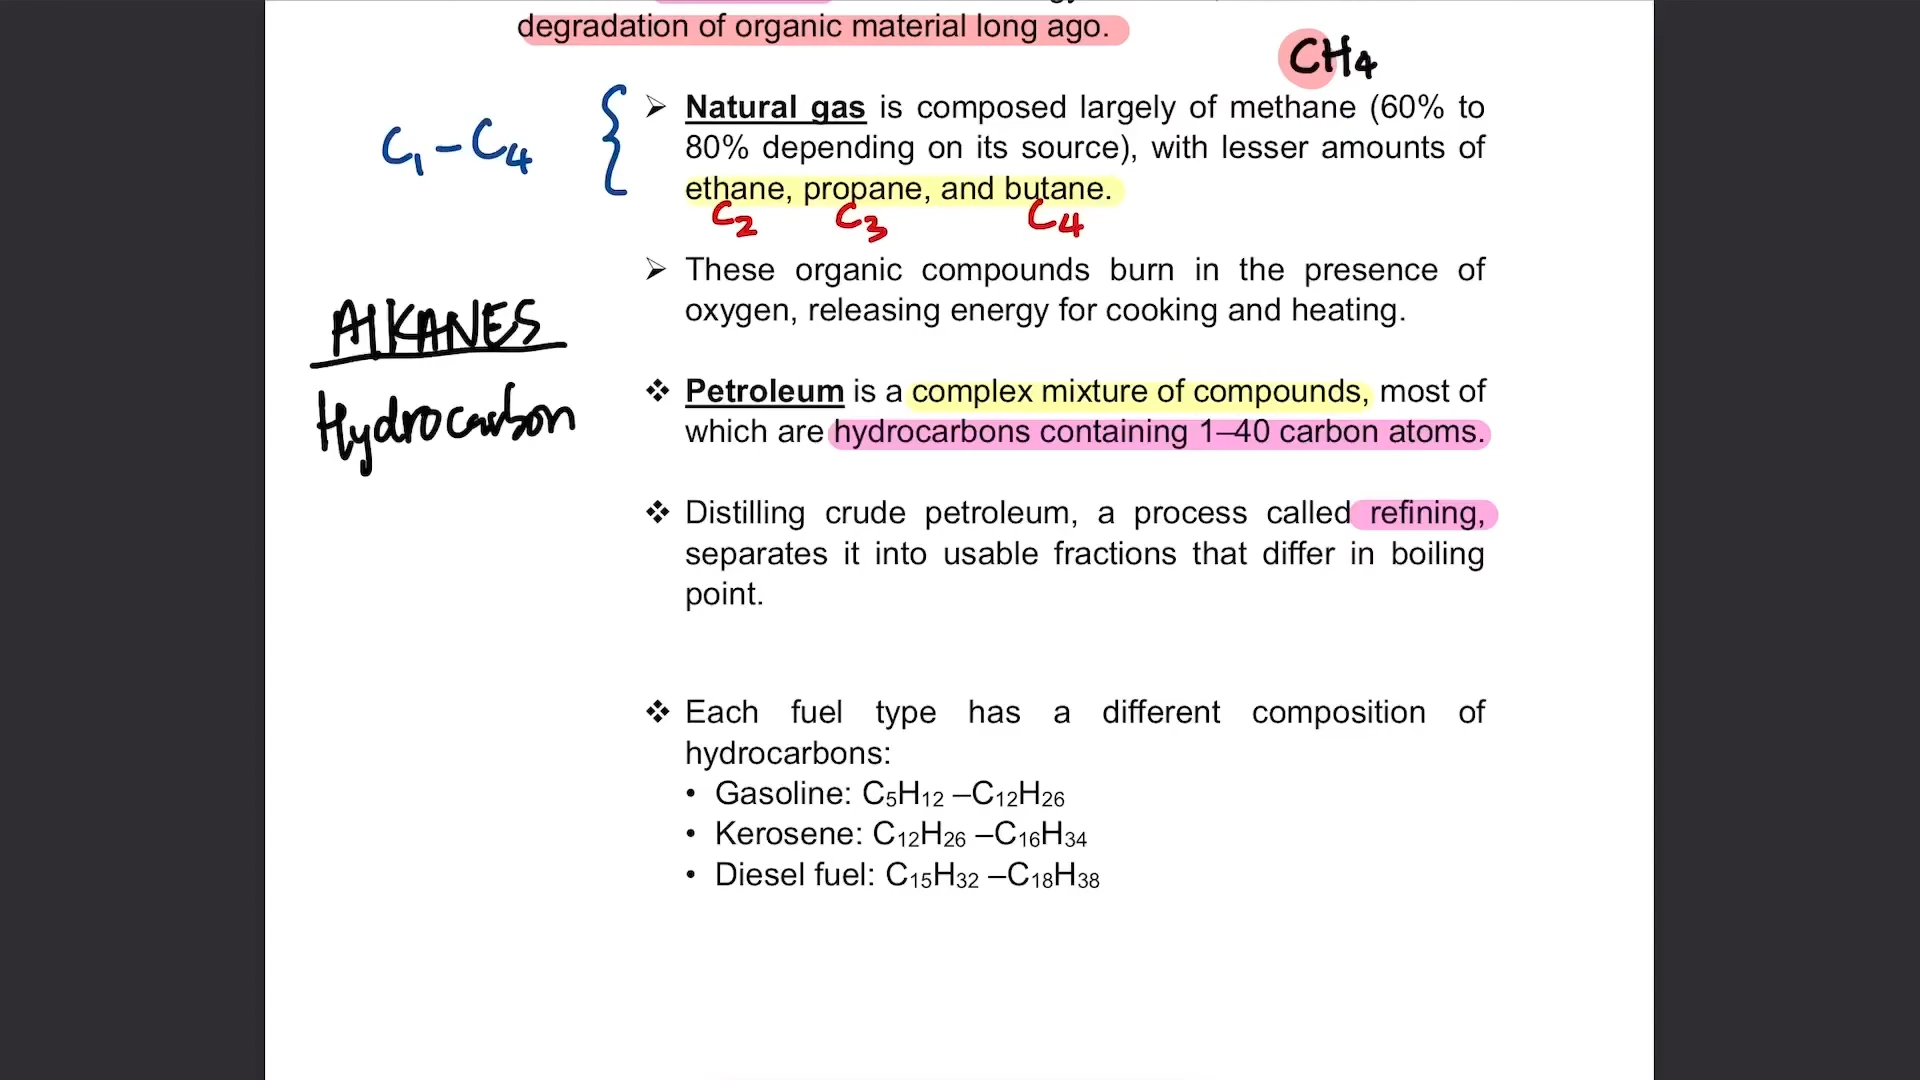 degradation of organic material long ago.
CH4
C1 – C4
➢ Natural gas is composed largely of methane (60% to
80% depending on its source), with lesser amounts of
ethane, propane, and butane.
C2 C3 C4
➢ These organic compounds burn in the presence of
oxygen, releasing energy for cooking and heating.
AlKANES
Hydrocarbon
❖ Petroleum is a complex mixture of compounds, most of
which are hydrocarbons containing 1–40 carbon atoms.
❖ Distilling crude petroleum, a process called refining,
separates it into usable fractions that differ in boiling
point.
❖ Each fuel type has a different composition of
hydrocarbons:
• Gasoline: C5H12 –C12H26
• Kerosene: C12H26 –C16H34
• Diesel fuel: C15H32 –C18H38